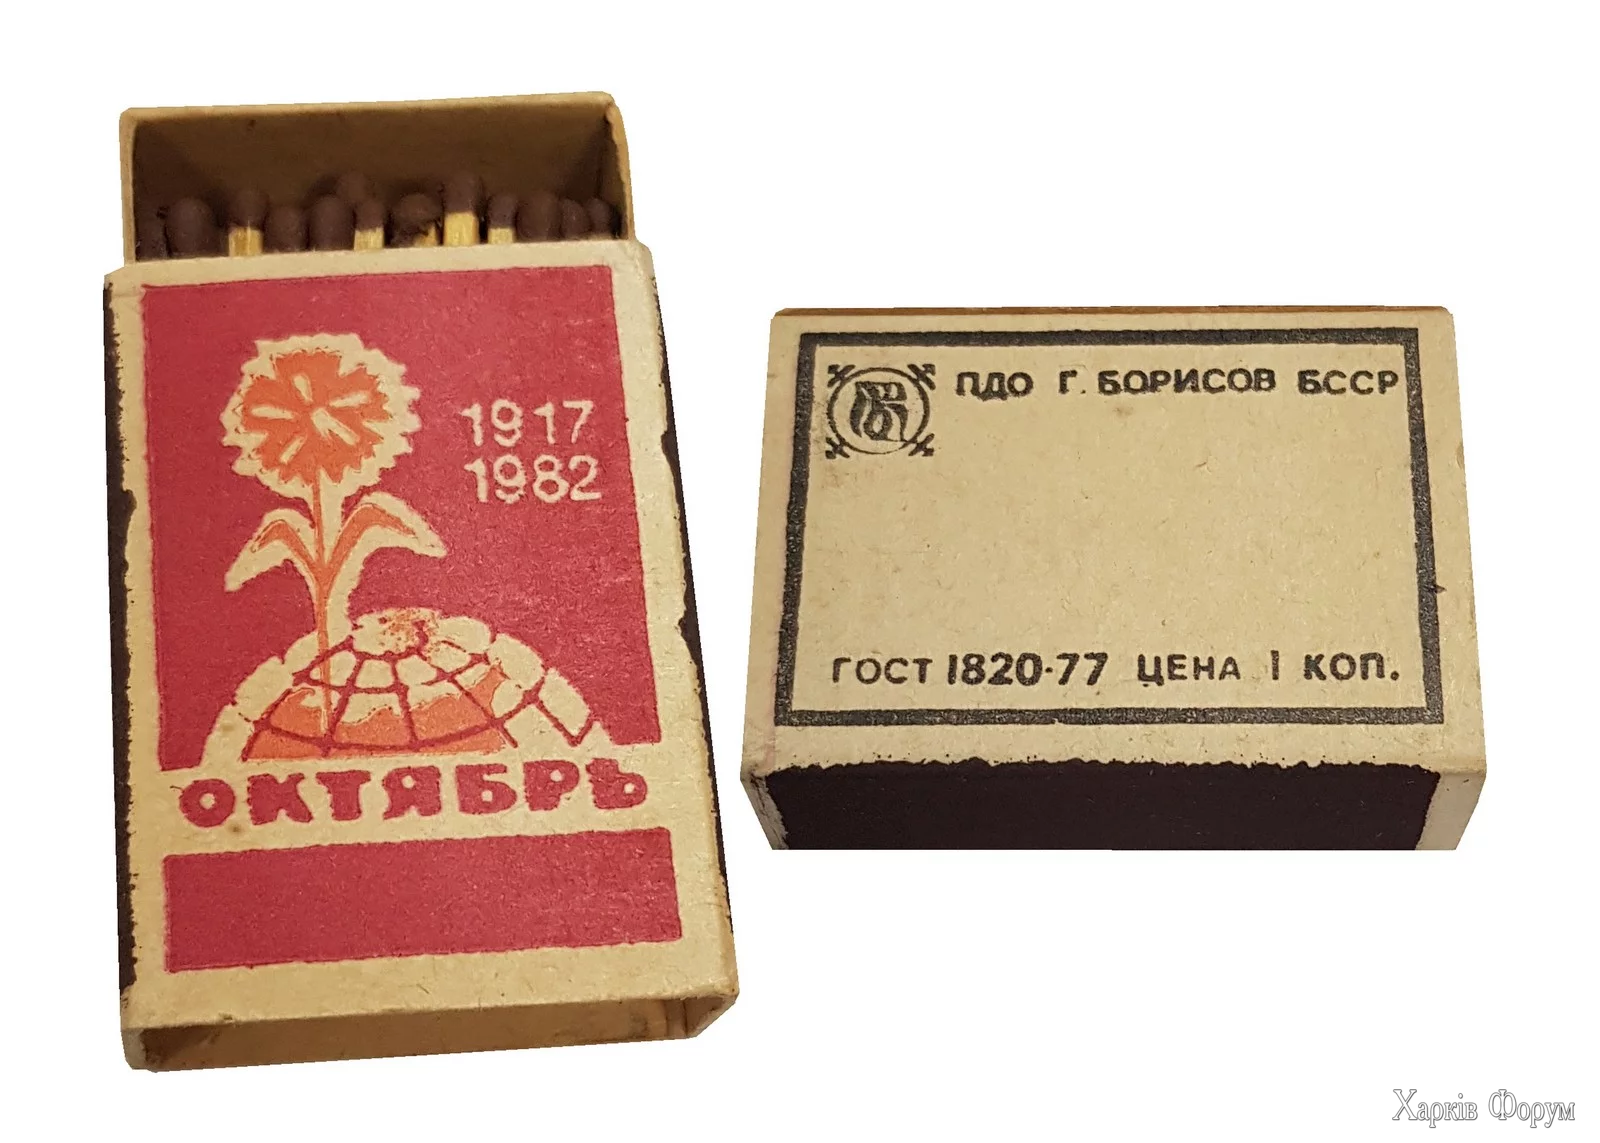 1917
1982
ОКТЯБРЬ
ПДО Г. БОРИСОВ БССР
ГОСТ 1820-77 ЦЕНА 1 КОП.
Харків Форум